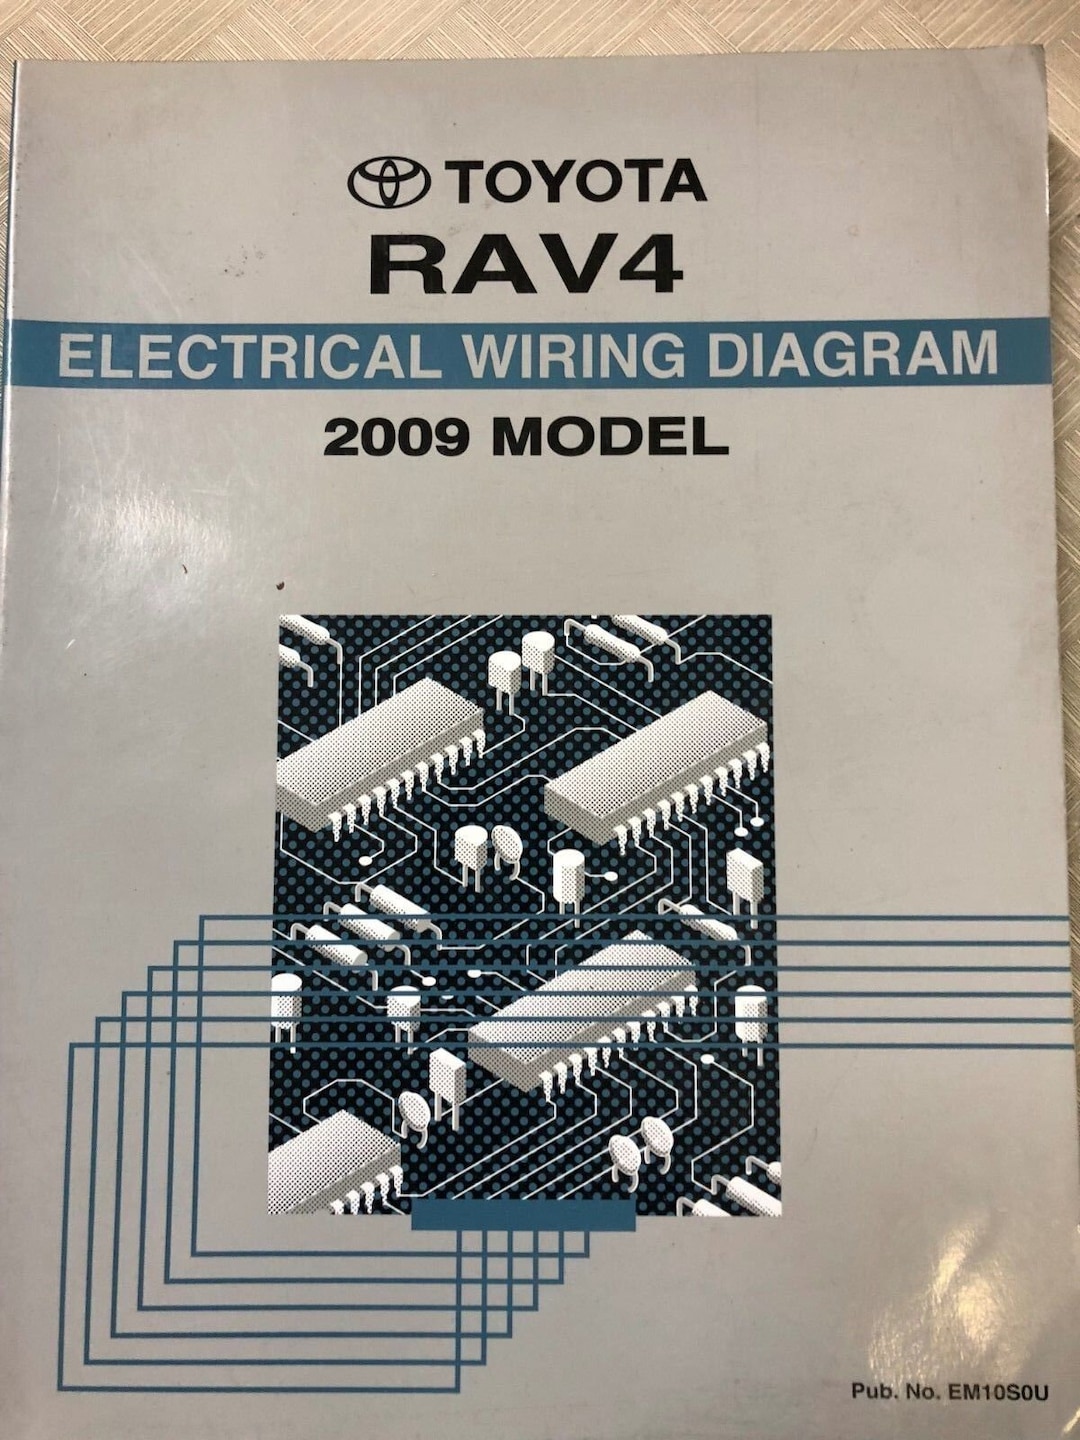 TOYOTA
RAV4
ELECTRICAL WIRING DIAGRAM
2009 MODEL
Pub. No. EM10S0U